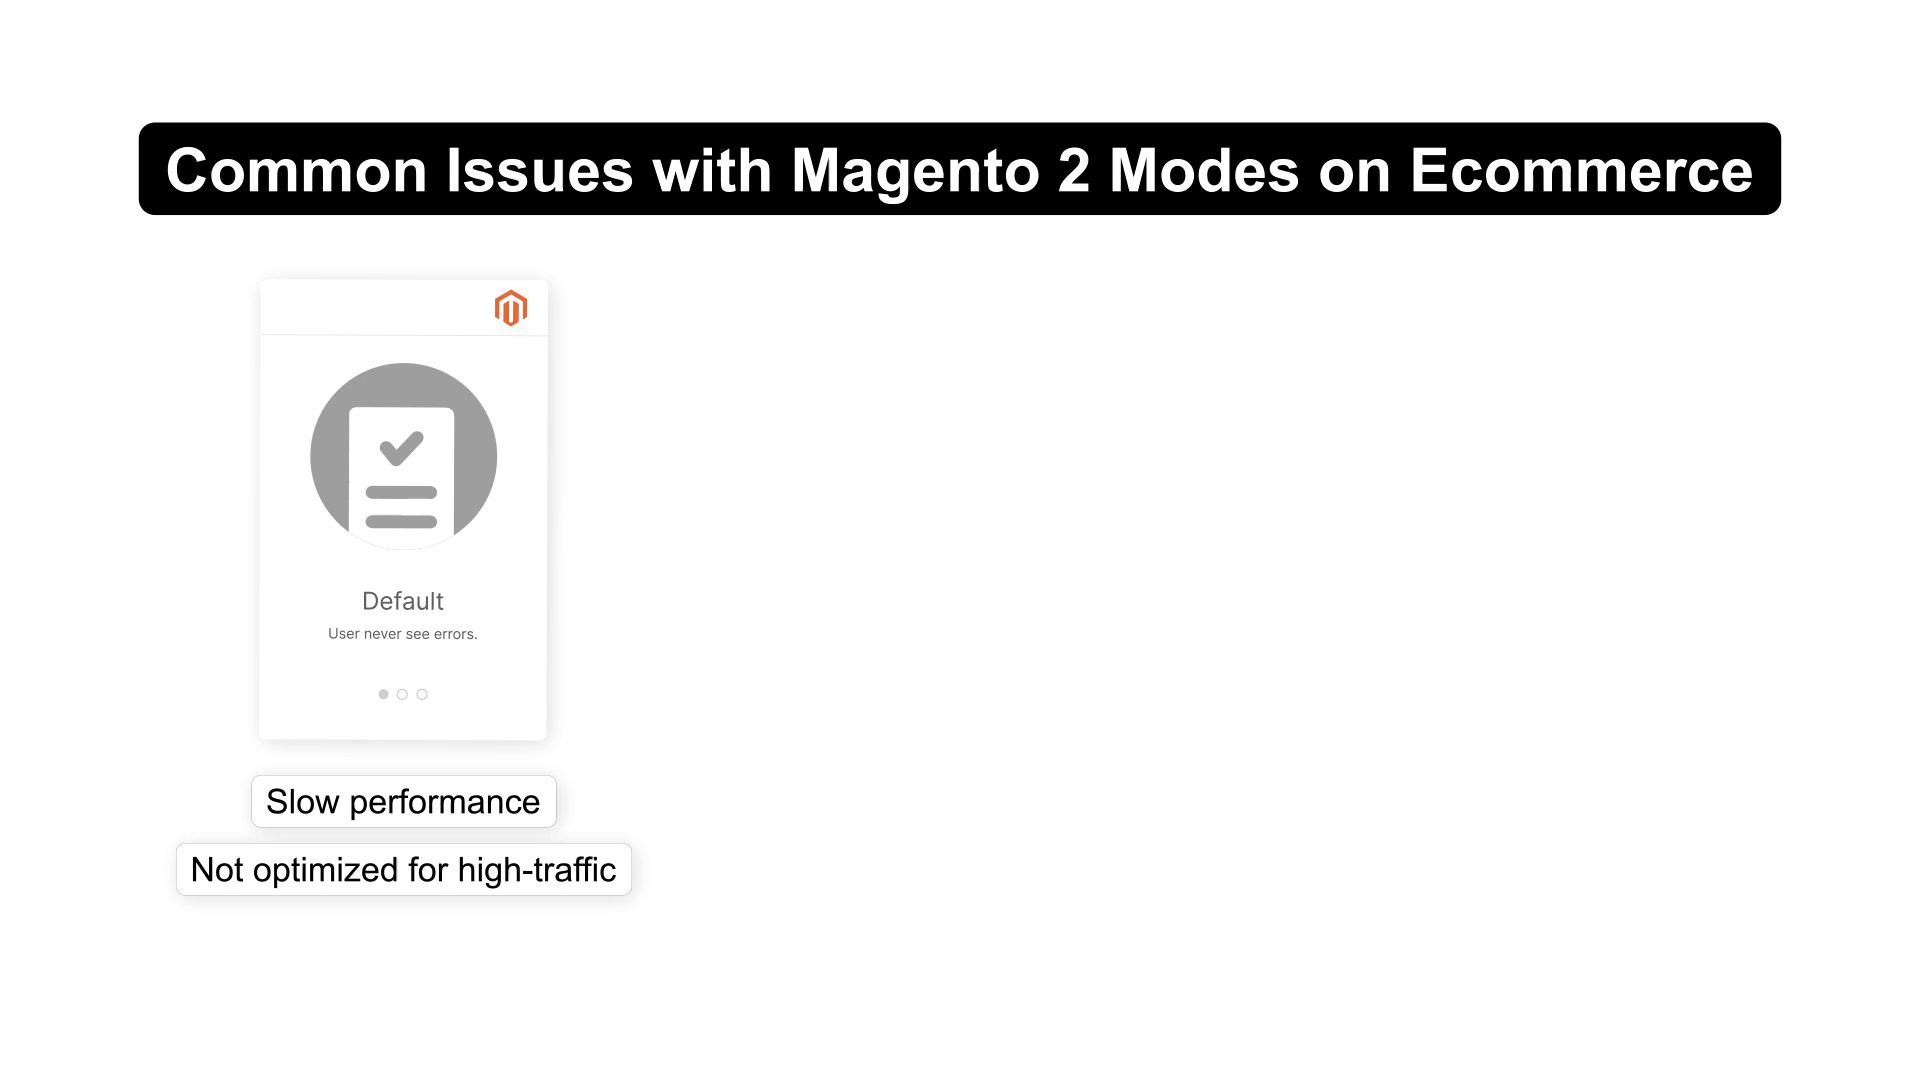 Common Issues with Magento 2 Modes on Ecommerce
Default
User never see errors.
Slow performance
Not optimized for high-traffic